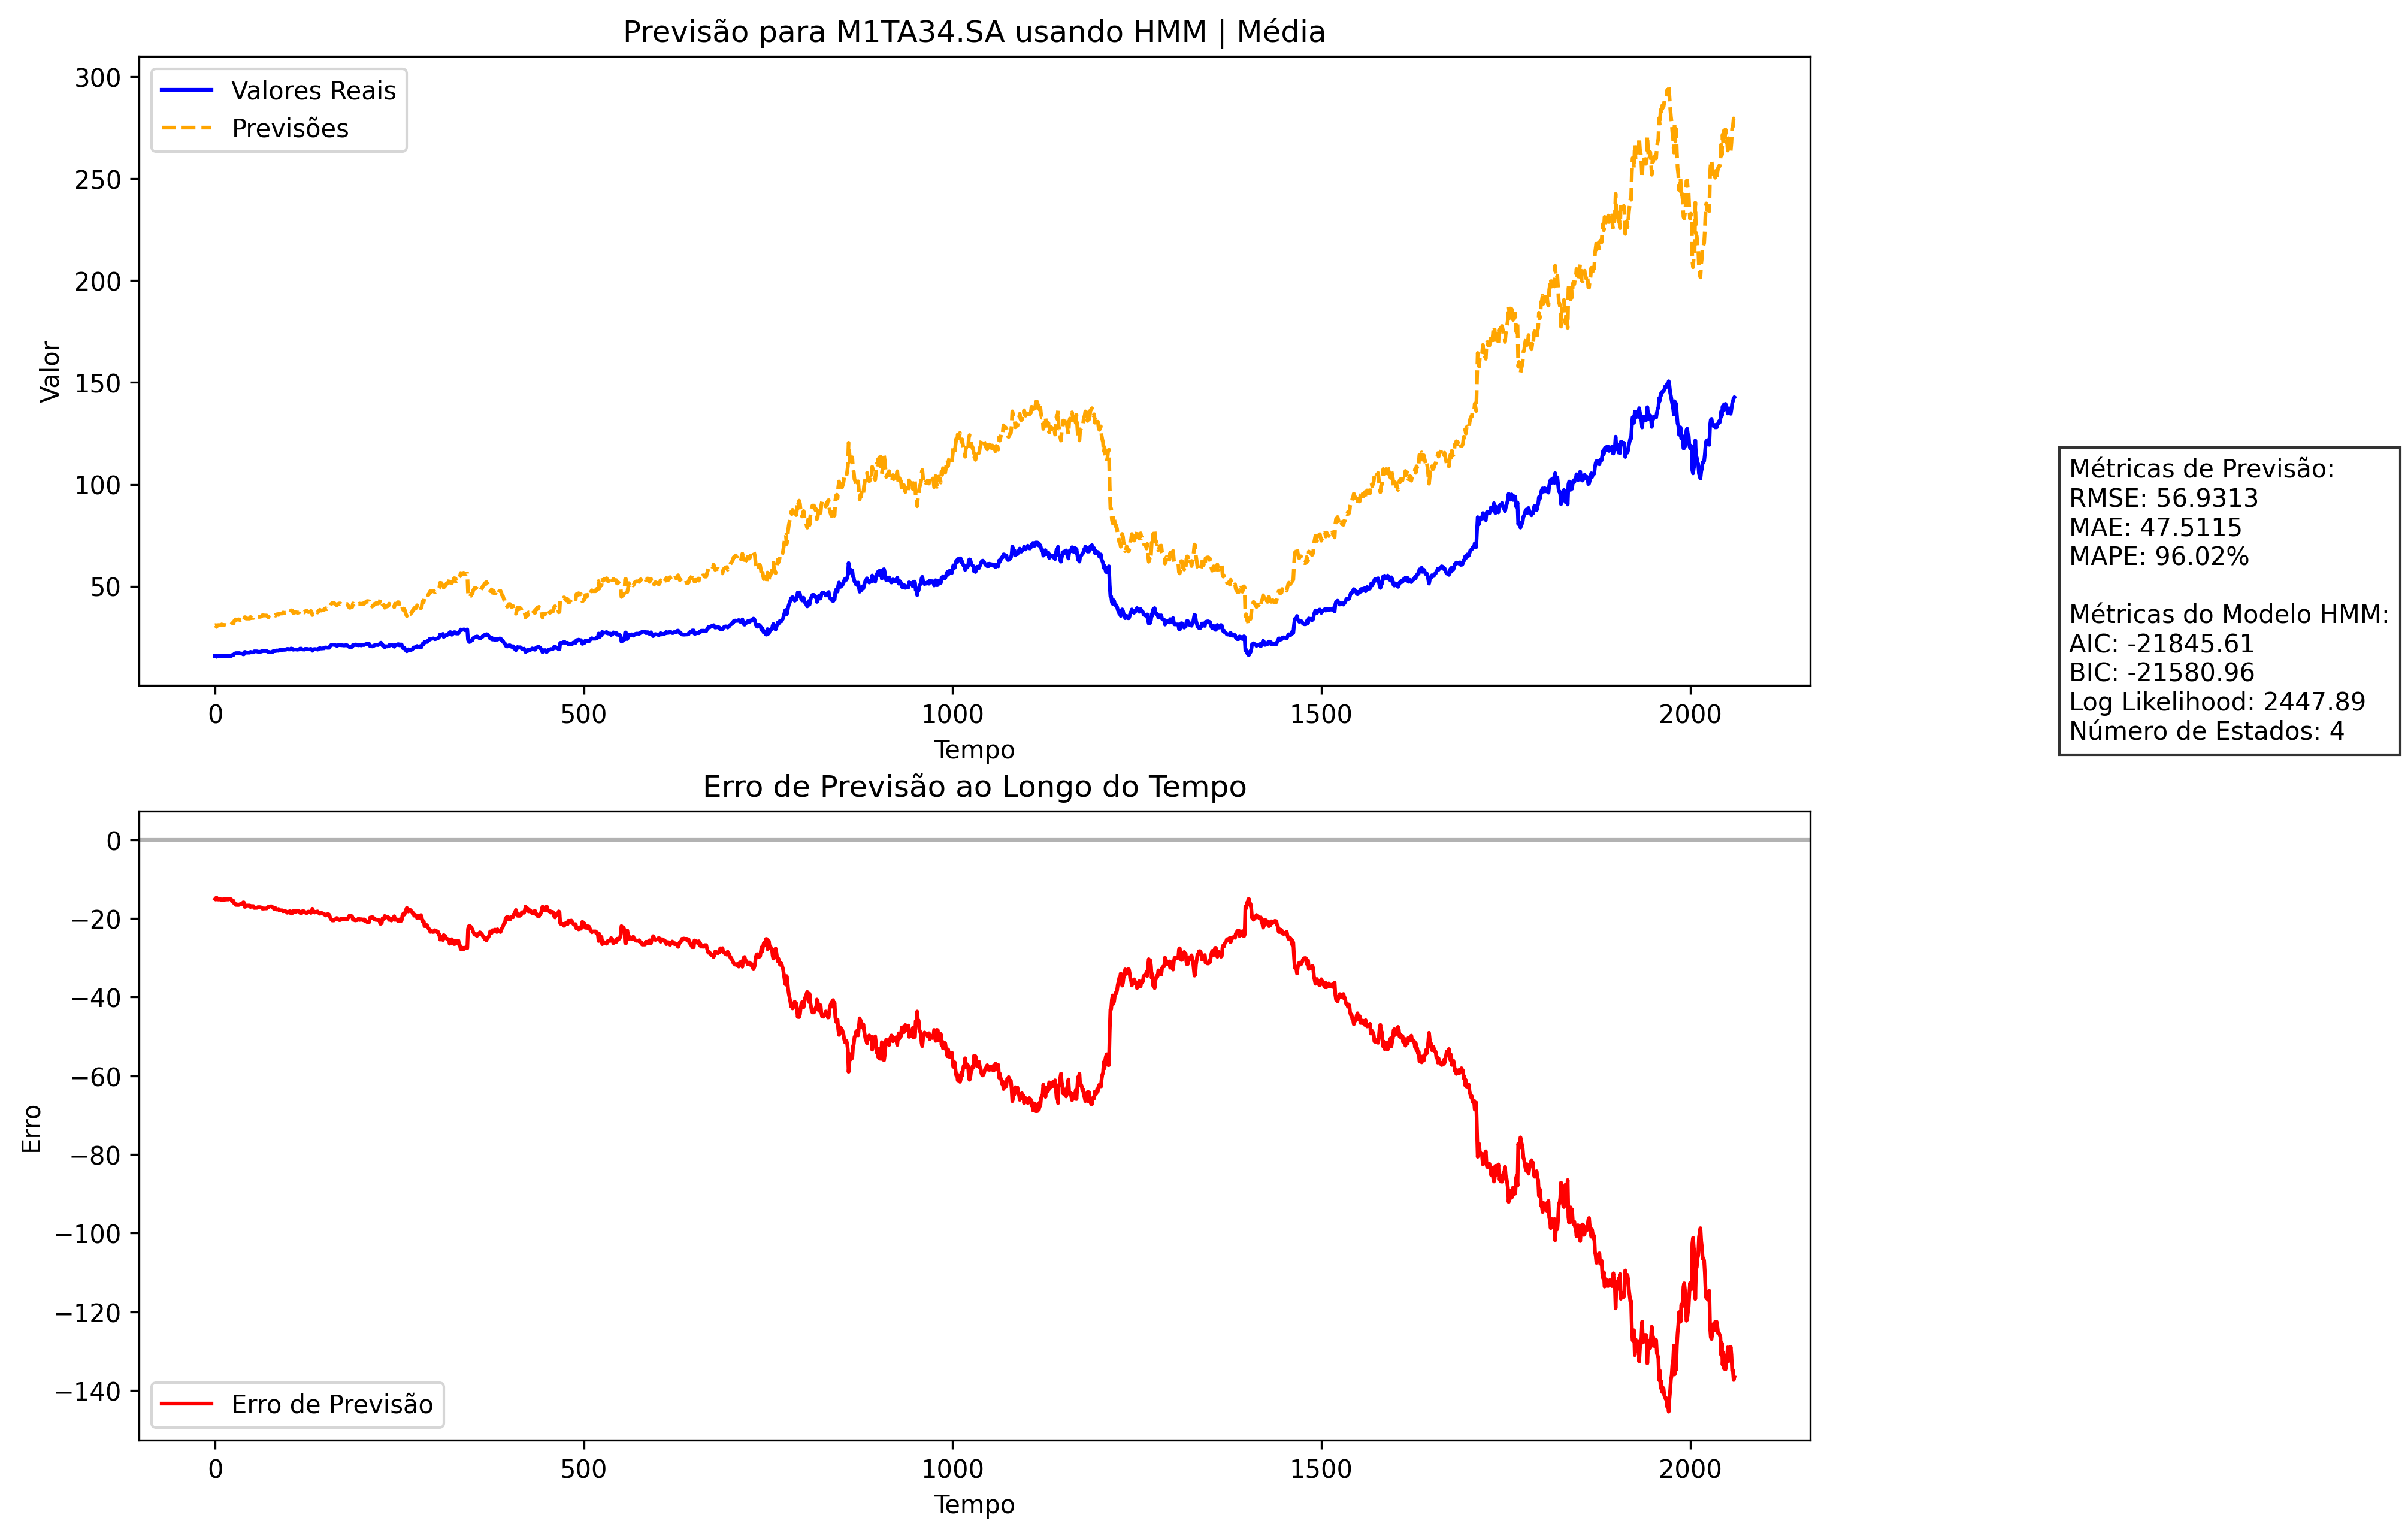 Previsão para M1TA34.SA usando HMM | Média
Valores Reais
Previsões
300
250
200
150
100
50
Valor
0
500
1000
1500
2000
Tempo
Métricas de Previsão:
RMSE: 56.9313
MAE: 47.5115
MAPE: 96.02%
Métricas do Modelo HMM:
AIC: -21845.61
BIC: -21580.96
Log Likelihood: 2447.89
Número de Estados: 4
Erro de Previsão ao Longo do Tempo
0
−20
−40
−60
−80
−100
−120
−140
Erro
Erro de Previsão
0
500
1000
1500
2000
Tempo